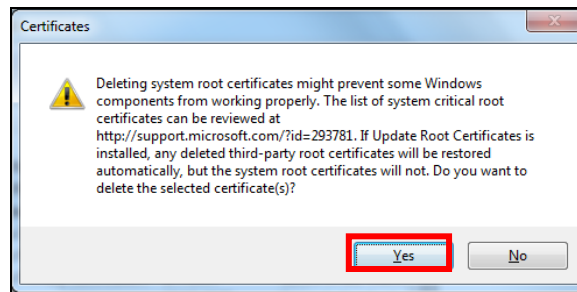 Certificates
Deleting system root certificates might prevent some Windows
components from working properly. The list of system critical root
certificates can be reviewed at
http://support.microsoft.com/?id=293781. If Update Root Certificates is
installed, any deleted third-party root certificates will be restored
automatically, but the system root certificates will not. Do you want to
delete the selected certificate(s)?
Yes
No